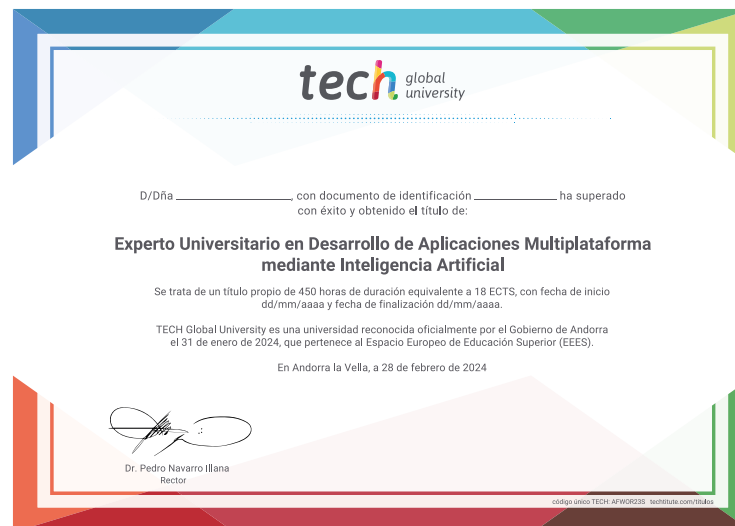 tech global university
D/Dña ____________, con documento de identificación ____________ ha superado
con éxito y obtenido el título de:
Experto Universitario en Desarrollo de Aplicaciones Multiplataforma
mediante Inteligencia Artificial
Se trata de un título propio de 450 horas de duración equivalente a 18 ECTS, con fecha de inicio
dd/mm/aaaa y fecha de finalización dd/mm/aaaa.
TECH Global University es una universidad reconocida oficialmente por el Gobierno de Andorra
el 31 de enero de 2024, que pertenece al Espacio Europeo de Educación Superior (EEES).
En Andorra la Vella, a 28 de febrero de 2024
Dr. Pedro Navarro Illana
Rector
código único TECH: AFWOR23S techtitute.com/titulos